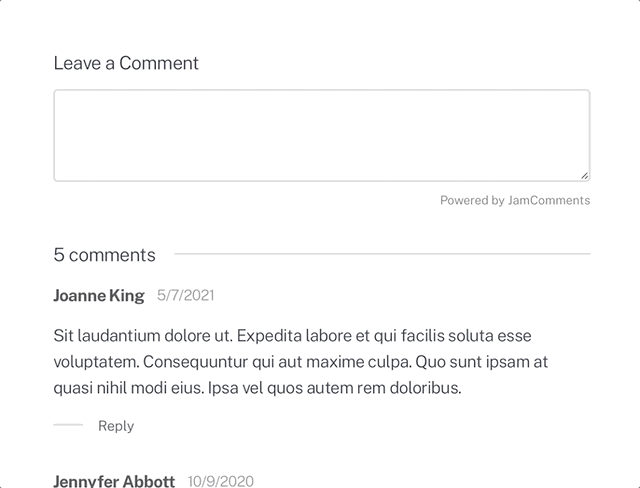 Leave a Comment
Powered by JamComments
5 comments
Joanne King 5/7/2021
Sit laudantium dolore ut. Expedita labore et qui facilis soluta esse
voluptatem. Consequuntur qui aut maxime culpa. Quo sunt ipsam at
quasi nihil modi eius. Ipsa vel quos autem rem doloribus.
Reply
Jennyfer Abbott 10/9/2020